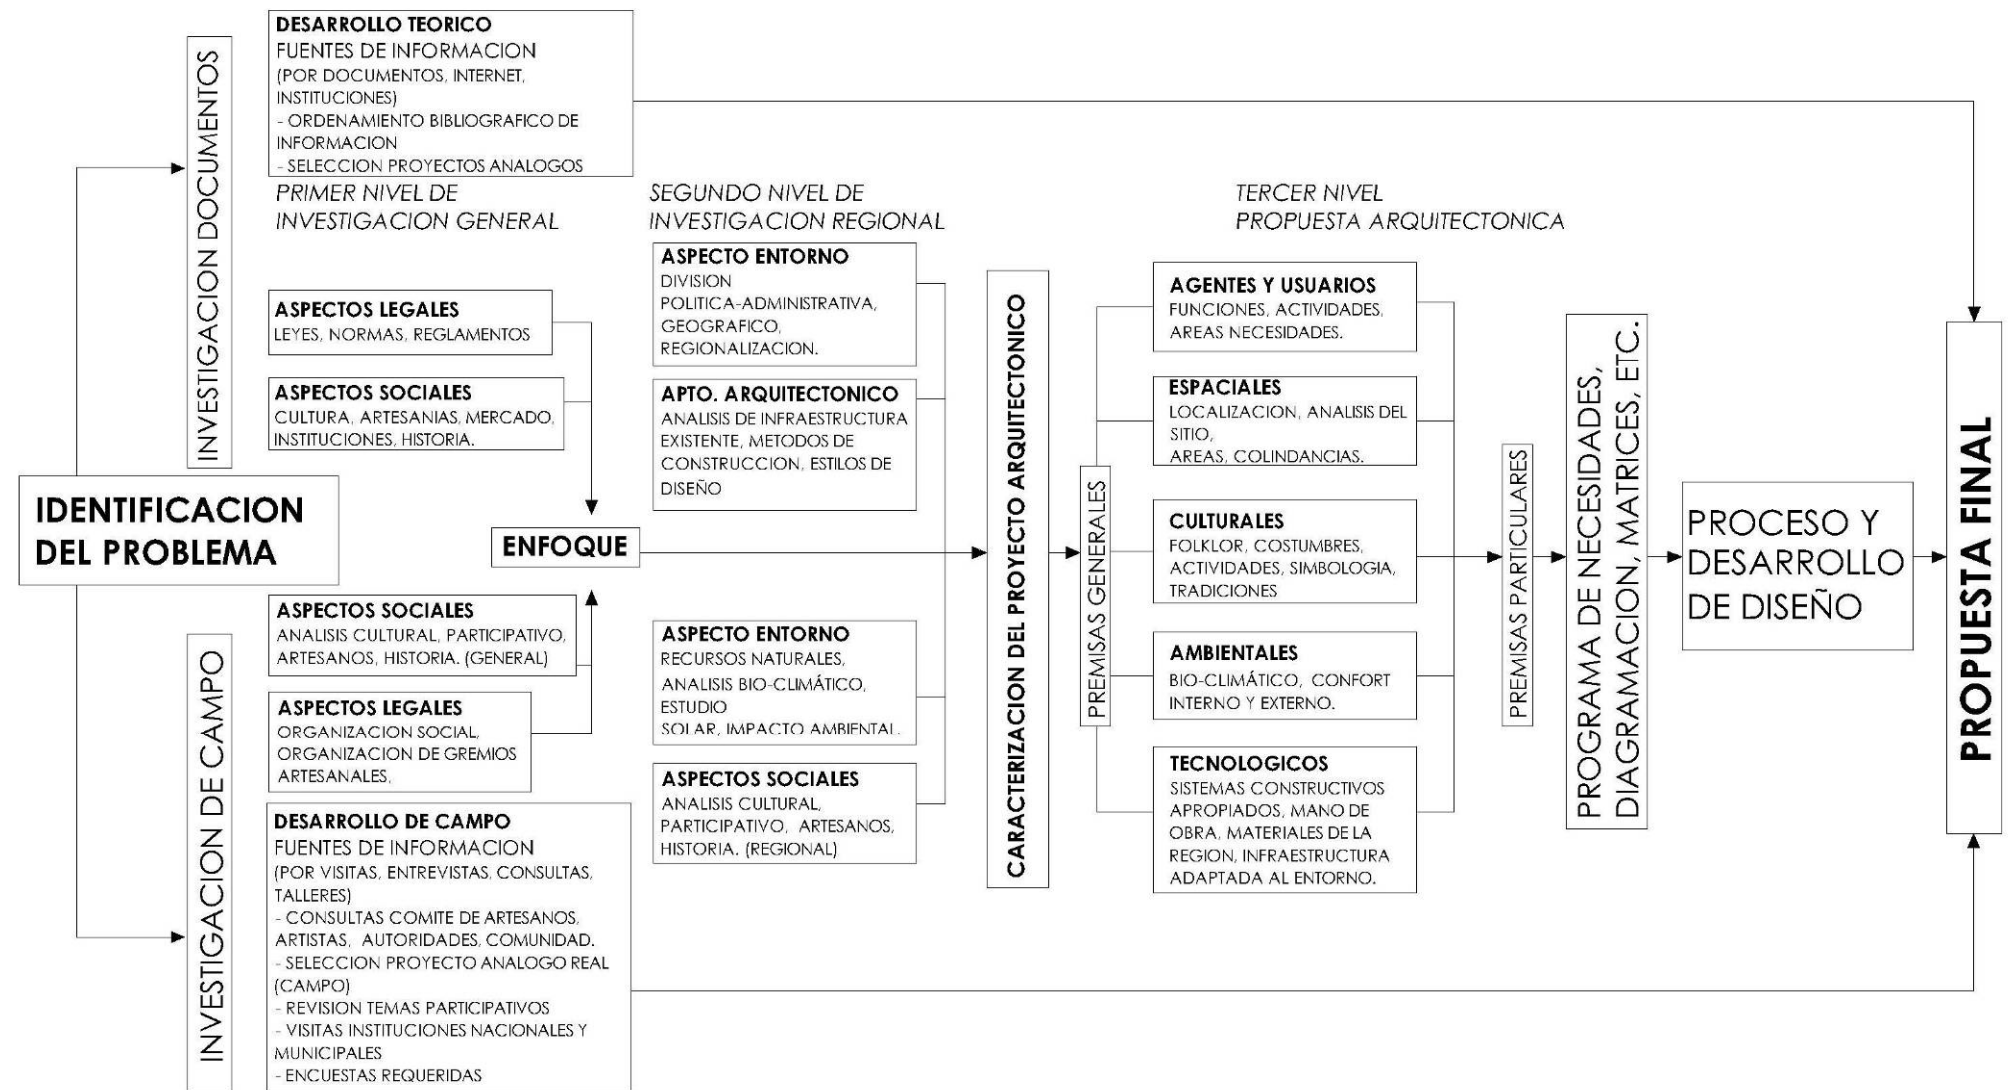 INVESTIGACION DOCUMENTOS
DESARROLLO TEORICO
FUENTES DE INFORMACION
(POR DOCUMENTOS, INTERNET,
INSTITUCIONES)
- ORDENAMIENTO BIBLIOGRAFICO DE
INFORMACION
- SELECCION PROYECTOS ANALOGOS
PRIMER NIVEL DE
INVESTIGACION GENERAL
ASPECTOS LEGALES
LEYES, NORMAS, REGLAMENTOS
ASPECTOS SOCIALES
CULTURA, ARTESANIAS, MERCADO,
INSTITUCIONES, HISTORIA.
IDENTIFICACION
DEL PROBLEMA
ENFOQUE
INVESTIGACION DE CAMPO
ASPECTOS SOCIALES
ANALISIS CULTURAL, PARTICIPATIVO,
ARTESANOS, HISTORIA. (GENERAL)
ASPECTOS LEGALES
ORGANIZACION SOCIAL,
ORGANIZACION DE GREMIOS
ARTESANALES,
DESARROLLO DE CAMPO
FUENTES DE INFORMACION
(POR VISITAS, ENTREVISTAS, CONSULTAS,
TALLERES)
- CONSULTAS COMITE DE ARTESANOS,
ARTISTAS, AUTORIDADES, COMUNIDAD.
- SELECCION PROYECTO ANALOGO REAL
(CAMPO)
- REVISION TEMAS PARTICIPATIVOS
- VISITAS INSTITUCIONES NACIONALES Y
MUNICIPALES
- ENCUESTAS REQUERIDAS
SEGUNDO NIVEL DE
INVESTIGACION REGIONAL
ASPECTO ENTORNO
DIVISION
POLITICA-ADMINISTRATIVA,
GEOGRAFICO,
REGIONALIZACION.
APTO. ARQUITECTONICO
ANALISIS DE INFRAESTRUCTURA
EXISTENTE, METODOS DE
CONSTRUCCION, ESTILOS DE
DISEÑO
ASPECTO ENTORNO
RECURSOS NATURALES,
ANALISIS BIO-CLIMÁTICO,
ESTUDIO
SOLAR, IMPACTO AMBIENTAL.
ASPECTOS SOCIALES
ANALISIS CULTURAL,
PARTICIPATIVO, ARTESANOS,
HISTORIA. (REGIONAL)
CARACTERIZACION DEL PROYECTO ARQUITECTONICO
PREMISAS GENERALES
TERCER NIVEL
PROPUESTA ARQUITECTONICA
AGENTES Y USUARIOS
FUNCIONES, ACTIVIDADES,
AREAS NECESIDADES.
ESPACIALES
LOCALIZACION, ANALISIS DEL
SITIO,
AREAS, COLINDANCIAS.
CULTURALES
FOLKLOR, COSTUMBRES,
ACTIVIDADES, SIMBOLOGIA,
TRADICIONES
AMBIENTALES
BIO-CLIMÁTICO, CONFORT
INTERNO Y EXTERNO.
TECNOLOGICOS
SISTEMAS CONSTRUCTIVOS
APROPIADOS, MANO DE
OBRA, MATERIALES DE LA
REGION, INFRAESTRUCTURA
ADAPTADA AL ENTORNO.
PREMISAS PARTICULARES
PROGRAMA DE NECESIDADES,
DIAGRAMACION, MATRICES, ETC.
PROCESO Y
DESARROLLO
DE DISEÑO
PROPUESTA FINAL